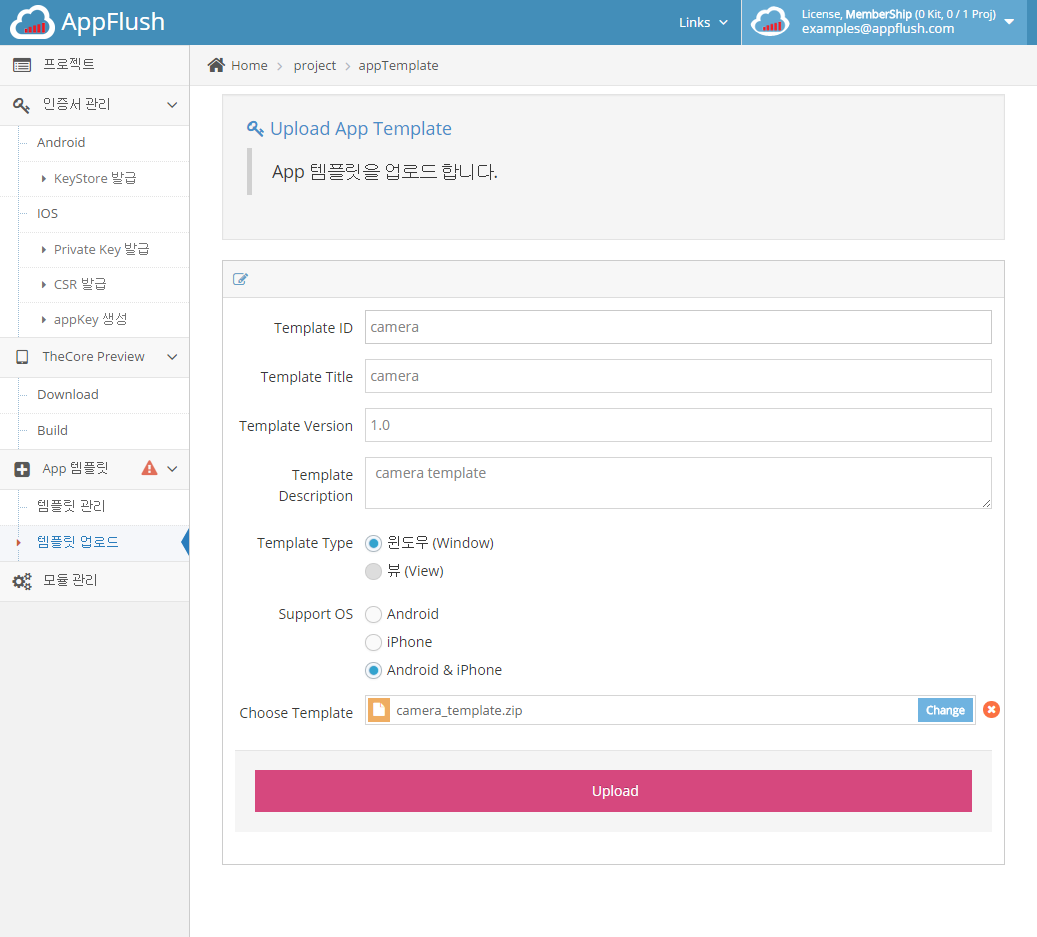 AppFlush
Links
License, MemberShip (0 Kit, 0 / 1 Proj)
examples@appflush.com
프로젝트
인증서 관리
Android
KeyStore 발급
IOS
Private Key 발급
CSR 발급
appKey 생성
TheCore Preview
Download
Build
App 템플릿
템플릿 관리
템플릿 업로드
모듈 관리
Home
project
appTemplate
Upload App Template
App 템플릿을 업로드 합니다.
Template ID
camera
Template Title
camera
Template Version
1.0
Template
Description
camera template
Template Type
윈도우 (Window)
뷰 (View)
Support OS
Android
iPhone
Android & iPhone
Choose Template
camera_template.zip
Change
Upload